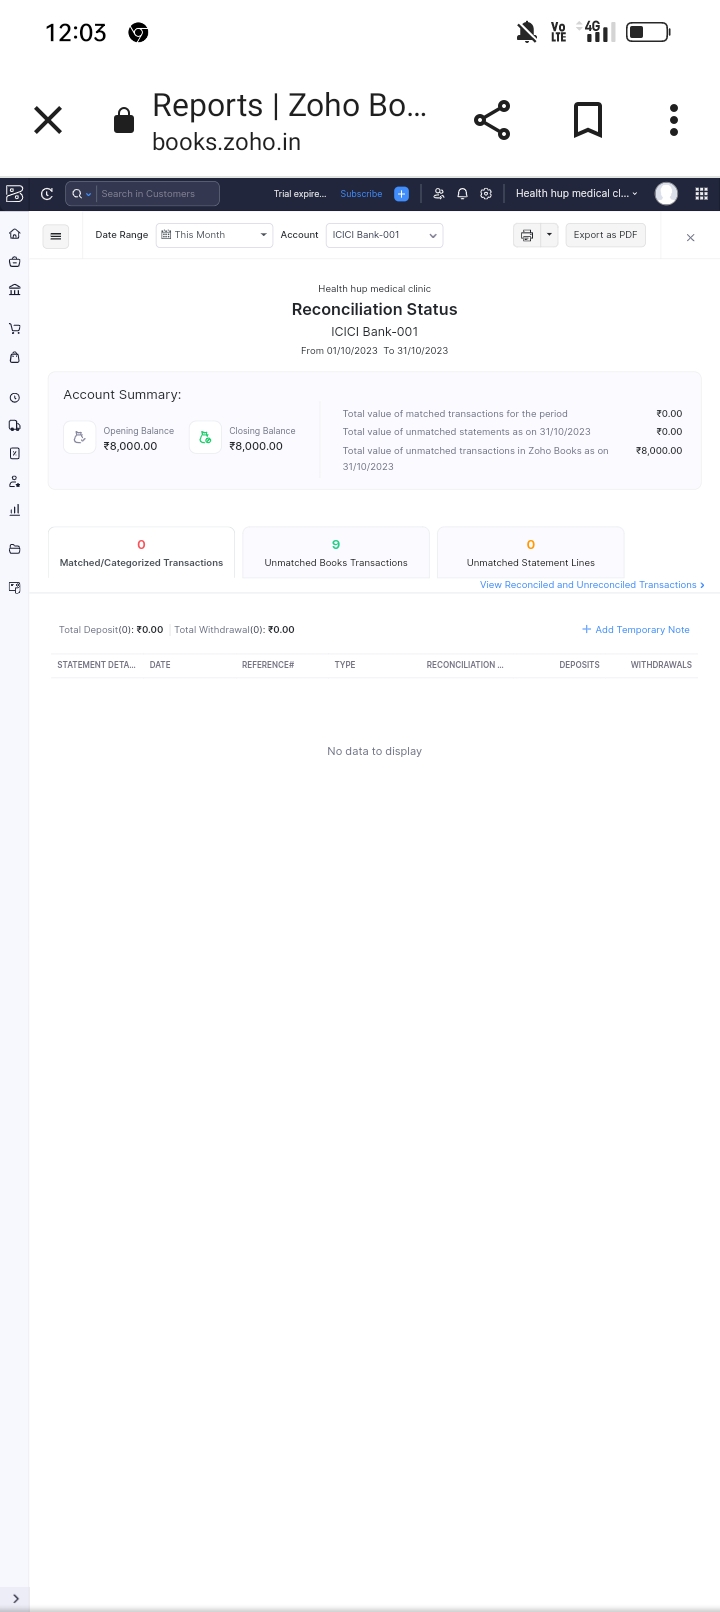 12:03
Vo LTE 4G
Reports | Zoho Bo...
books.zoho.in
Search in Customers
Trial expire...
Subscribe
Health hup medical cl...
Date Range
This Month
Account
ICICI Bank-001
Export as PDF
Health hup medical clinic
Reconciliation Status
ICICI Bank-001
From 01/10/2023 To 31/10/2023
Account Summary:
Opening Balance
₹8,000.00
Closing Balance
₹8,000.00
Total value of matched transactions for the period ₹0.00
Total value of unmatched statements as on 31/10/2023 ₹0.00
Total value of unmatched transactions in Zoho Books as on ₹8,000.00
31/10/2023
0
Matched/Categorized Transactions
9
Unmatched Books Transactions
0
Unmatched Statement Lines
View Reconciled and Unreconciled Transactions
Total Deposit(0): ₹0.00 Total Withdrawal(0): ₹0.00
+ Add Temporary Note
STATEMENT DETA... DATE REFERENCE# TYPE RECONCILIATION ... DEPOSITS WITHDRAWALS
No data to display